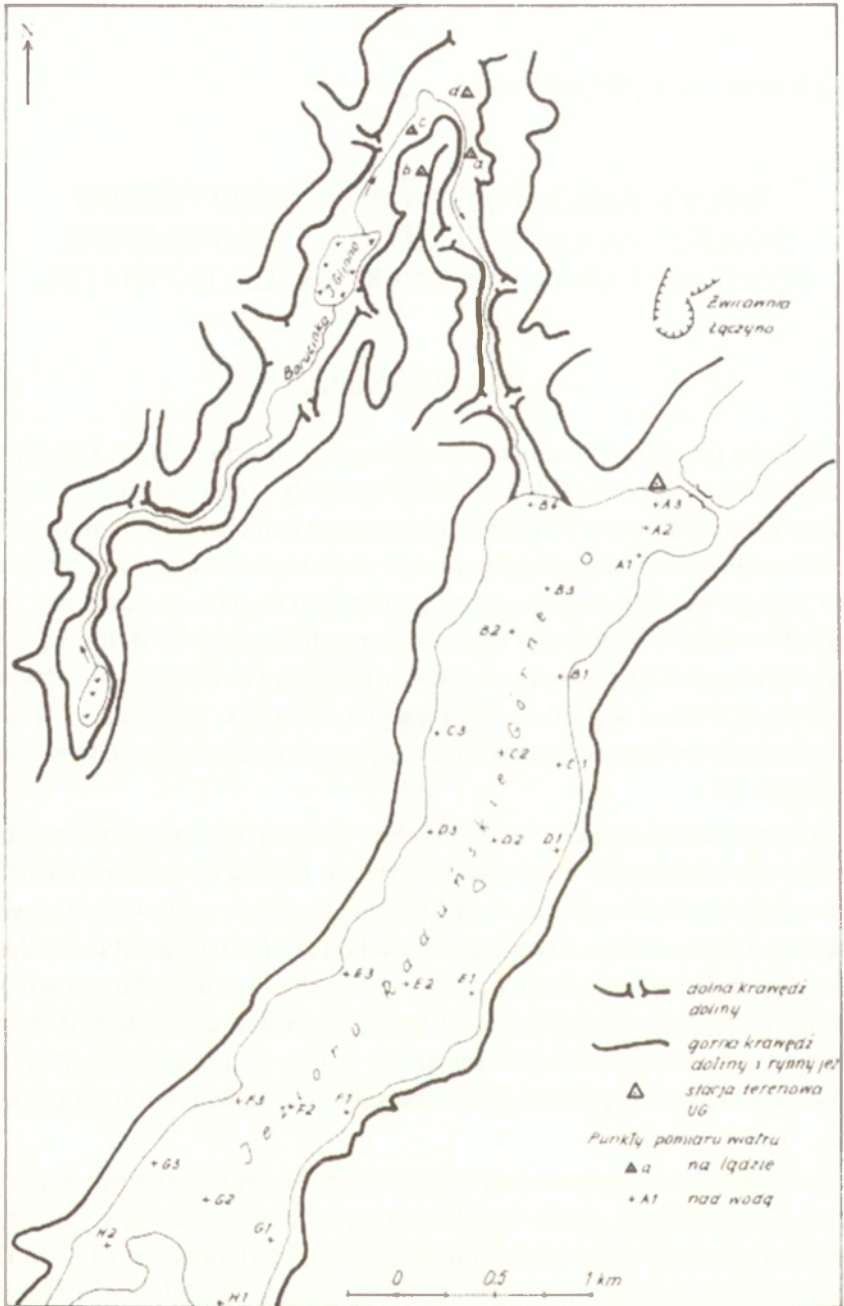 N
d
c
a
b
J. Glinno
Borucinka
Żwirownia
Łączyno
B4
A3
A2
A1
B3
B2
B1
C3
C2
C1
D3
D2
D1
E3
E2
E1
F3
F2
F1
G3
G2
G1
H2
H1
Jezioro Raduńskie Górne
dolna krawędź
doliny
górna krawędź
doliny i rynny jez
stacja terenowa
UG
Punkty pomiaru wiatru
a na lądzie
A1 nad wodą
0 0.5 1 km